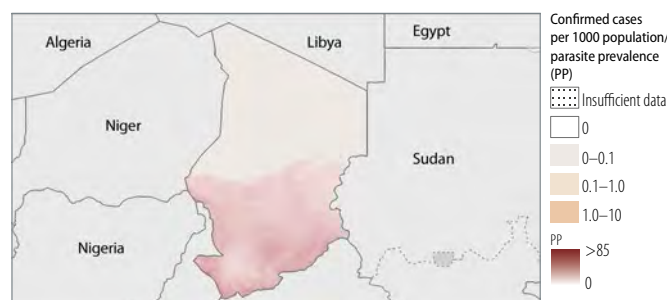 Algeria
Libya
Egypt
Niger
Sudan
Nigeria
Confirmed cases
per 1000 population/
parasite prevalence
(PP)
Insufficient data
0
0–0.1
0.1–1.0
1.0–10
PP
>85
0